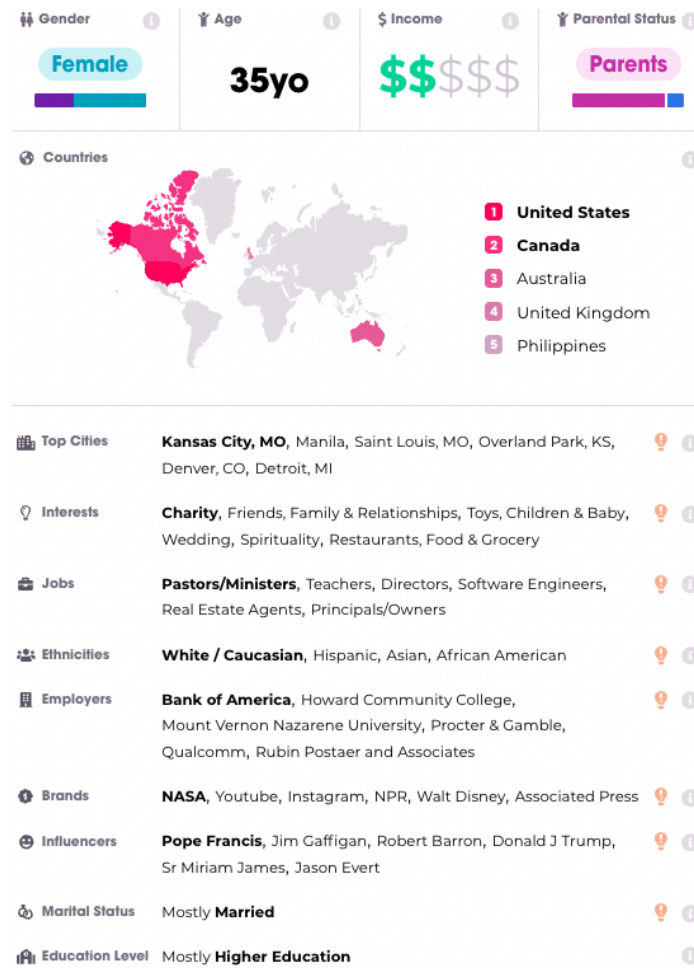 Gender
Age
$ Income
Parental Status
Female
35yo
$$$$$
Parents
Countries
1 United States
2 Canada
3 Australia
4 United Kingdom
5 Philippines
Top Cities
Kansas City, MO, Manila, Saint Louis, MO, Overland Park, KS,
Denver, CO, Detroit, MI
Interests
Charity, Friends, Family & Relationships, Toys, Children & Baby,
Wedding, Spirituality, Restaurants, Food & Grocery
Jobs
Pastors/Ministers, Teachers, Directors, Software Engineers,
Real Estate Agents, Principals/Owners
Ethnicities
White / Caucasian, Hispanic, Asian, African American
Employers
Bank of America, Howard Community College,
Mount Vernon Nazarene University, Procter & Gamble,
Qualcomm, Rubin Postaer and Associates
Brands
NASA, Youtube, Instagram, NPR, Walt Disney, Associated Press
Influencers
Pope Francis, Jim Gaffigan, Robert Barron, Donald J Trump,
Sr Miriam James, Jason Evert
Marital Status
Mostly Married
Education Level
Mostly Higher Education